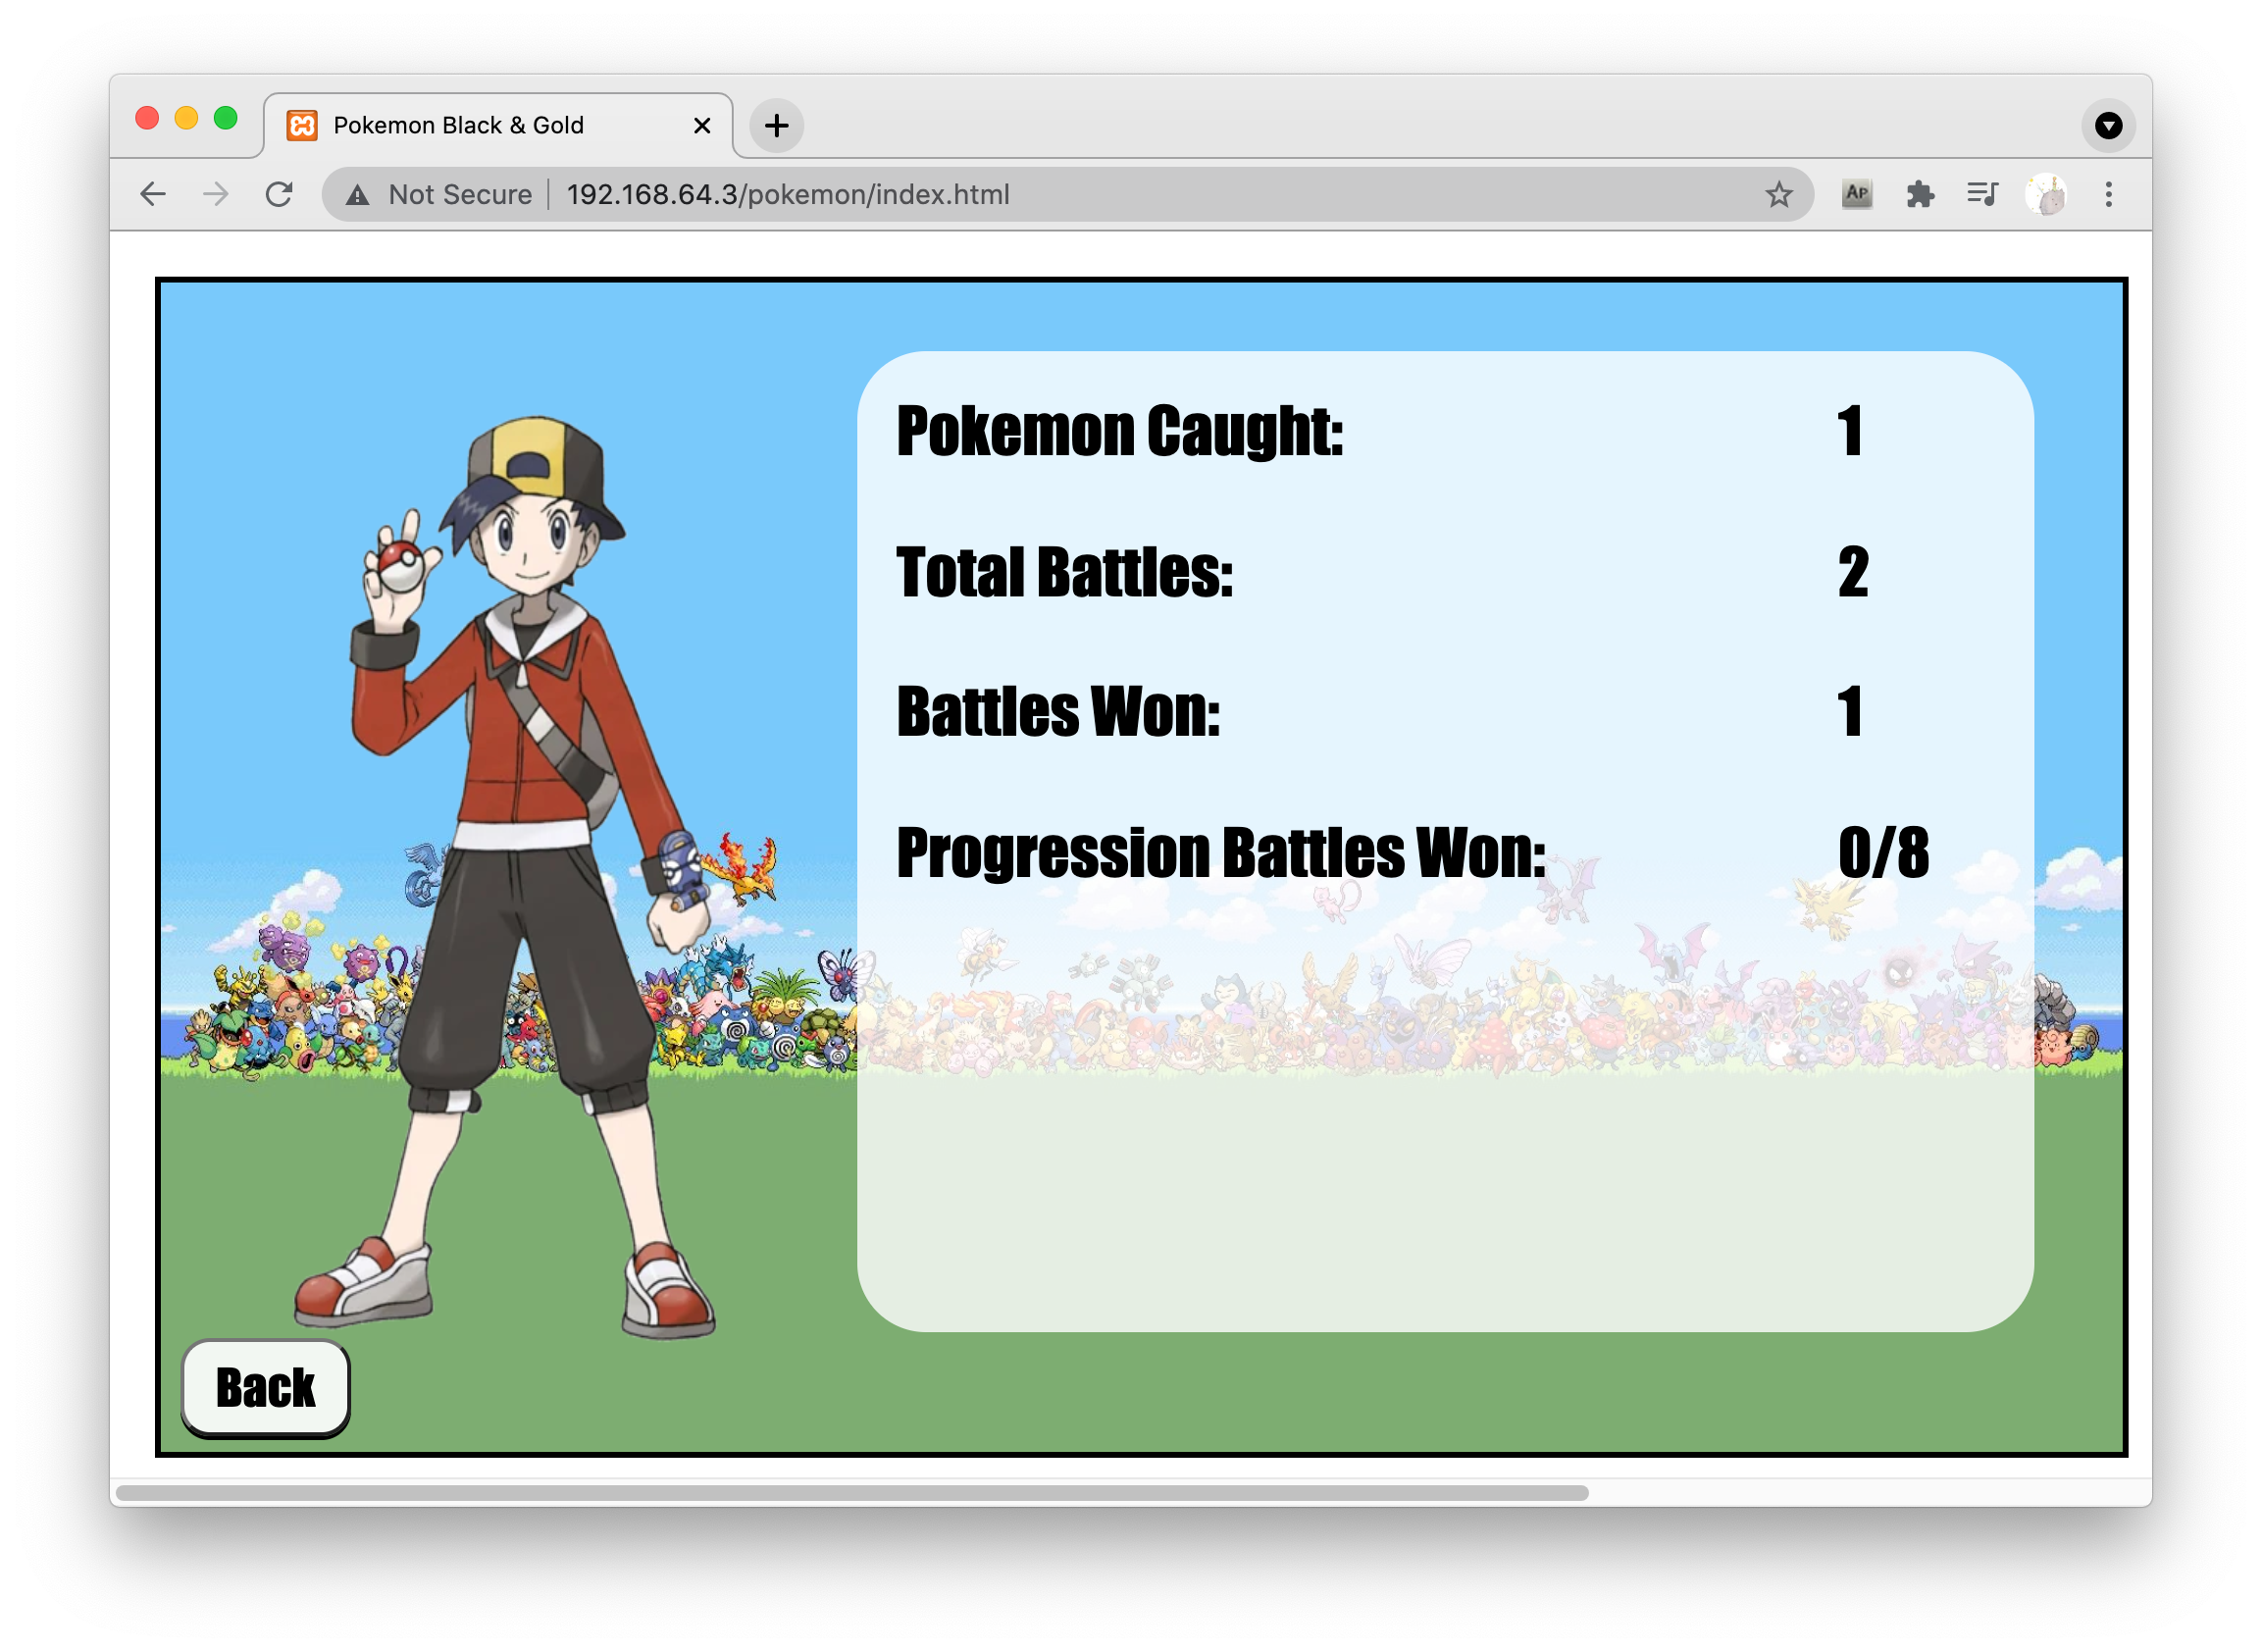 Pokemon Black & Gold
Not Secure 192.168.64.3/pokemon/index.html
AP
Pokemon Caught: 1
Total Battles: 2
Battles Won: 1
Progression Battles Won: 0/8
Back